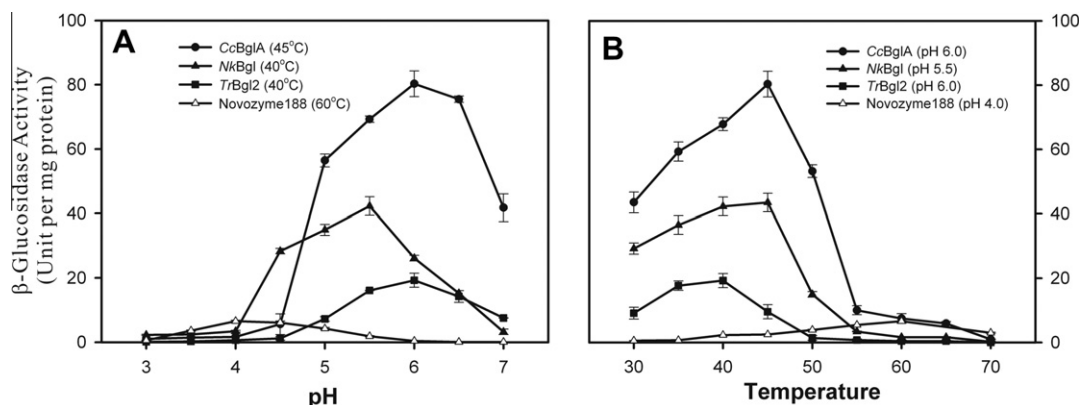 β-Glucosidase Activity
(Unit per mg protein)
100
80
60
40
20
0
A
CcBglA (45°C)
NkBgl (40°C)
TrBgl2 (40°C)
Novozyme188 (60°C)
3 4 5 6 7
pH
B
CcBglA (pH 6.0)
NkBgl (pH 5.5)
TrBgl2 (pH 6.0)
Novozyme188 (pH 4.0)
100
80
60
40
20
0
30 40 50 60 70
Temperature